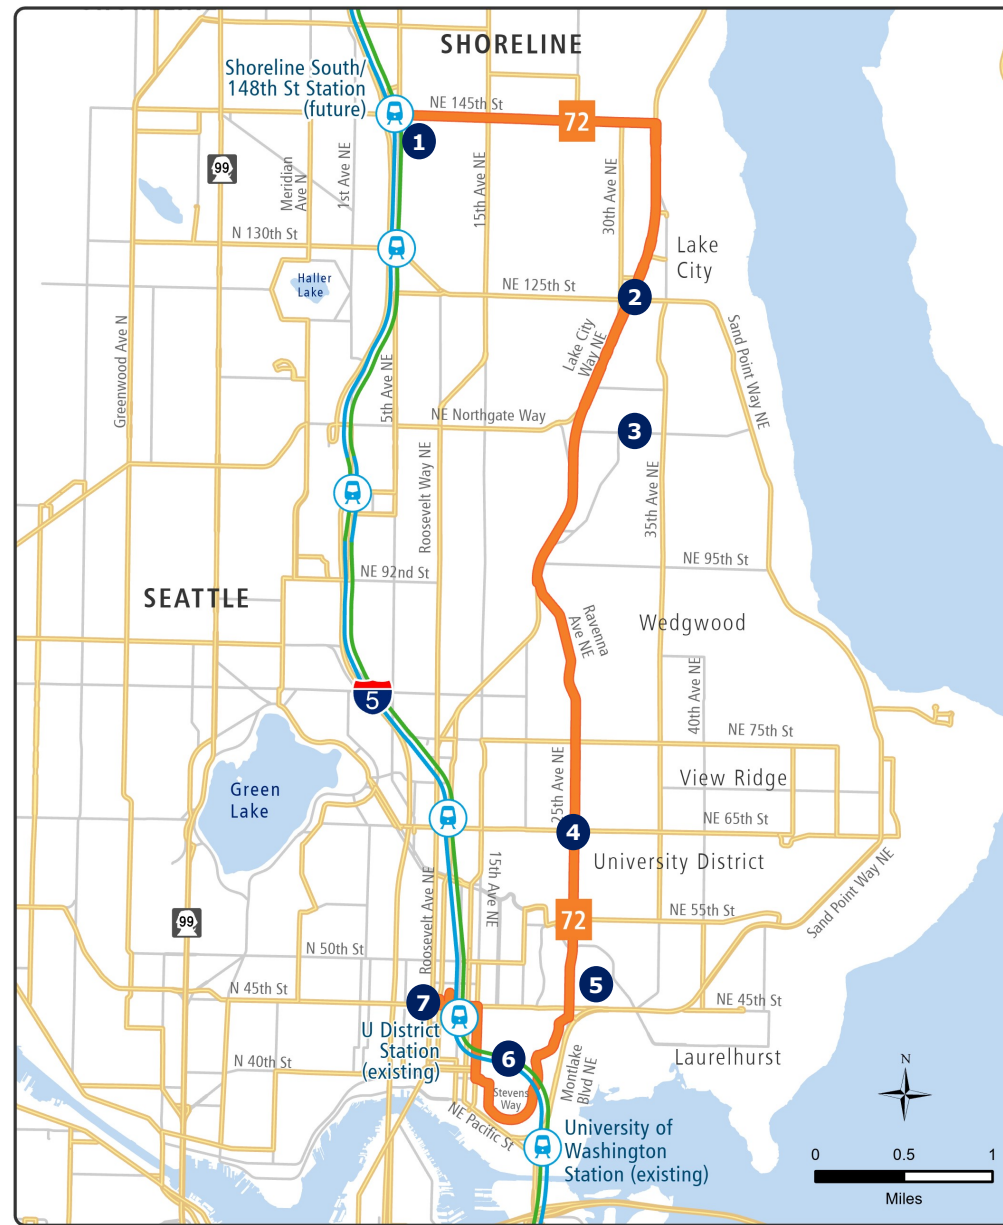 SHORELINE
Shoreline South/
148th St Station
(future)
NE 145th St
72
1
99
Meridian
Ave N
1st Ave NE
15th Ave NE
30th Ave NE
N 130th St
Lake
City
Haller
Lake
NE 125th St
2
Greenwood Ave N
5th Ave NE
Lake City
Way NE
Sand Point Way NE
NE Northgate Way
3
Roosevelt Way NE
35th Ave NE
NE 95th St
NE 92nd St
SEATTLE
Ravenna
Ave NE
Wedgwood
5
40th Ave NE
NE 75th St
25th Ave NE
View Ridge
Green
Lake
NE 65th St
4
University District
15th Ave NE
Roosevelt Ave NE
Sand Point Way NE
99
72
NE 55th St
N 50th St
5
N 45th St
7
NE 45th St
U District
Station
(existing)
6
Laurelhurst
N 40th St
Montlake
Blvd NE
Stevens
Way
NE Pacific St
University of
Washington
Station (existing)
N
0 0.5 1
Miles